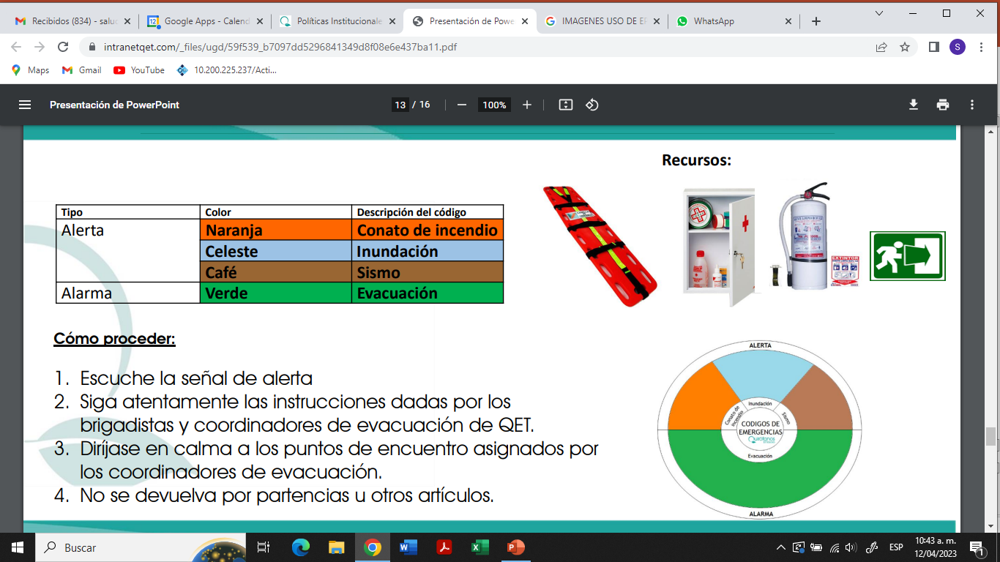 Recibidos (834) - saluc
Google Apps - Calend
Políticas Institucionale
Presentación de Powe
IMAGENES USO DE E
WhatsApp
intranetqet.com/_files/ugd/59f539_b7097dd5296841349d8f08e6e437ba11.pdf
S
Maps
Gmail
YouTube
10.200.225.237/Acti...
Presentación de PowerPoint
13 / 16
100%
Recursos:
Tipo Color Descripción del código
Alerta Naranja Conato de incendio
Celeste Inundación
Café Sismo
Alarma Verde Evacuación
EXTINTOR
Cómo proceder:
1. Escuche la señal de alerta
2. Siga atentamente las instrucciones dadas por los
brigadistas y coordinadores de evacuación de QET.
3. Diríjase en calma a los puntos de encuentro asignados por
los coordinadores de evacuación.
4. No se devuelva por partencias u otros artículos.
ALERTA
Inundación
Conato de
incendio
Sismo
CODIGOS DE
EMERGENCIAS
Quirófanos
Evacuación
ALARMA
Buscar
ESP
10:43 a. m.
12/04/2023
1